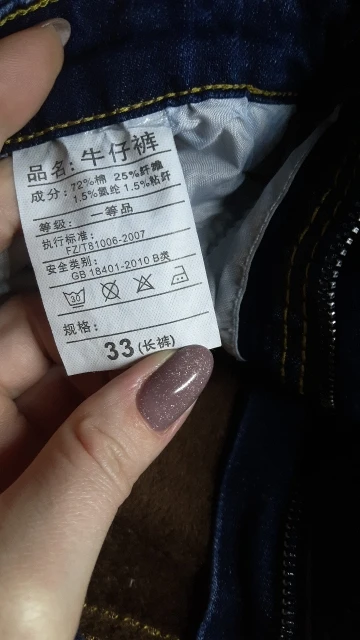 品名:牛仔裤
成分:72%棉 25%纤维
1.5%氨纶 1.5%粘纤
等级: 一等品
执行标准:
FZ/T81006-2007
安全类别:
GB 18401-2010 B类
30
规格:
33(长裤)